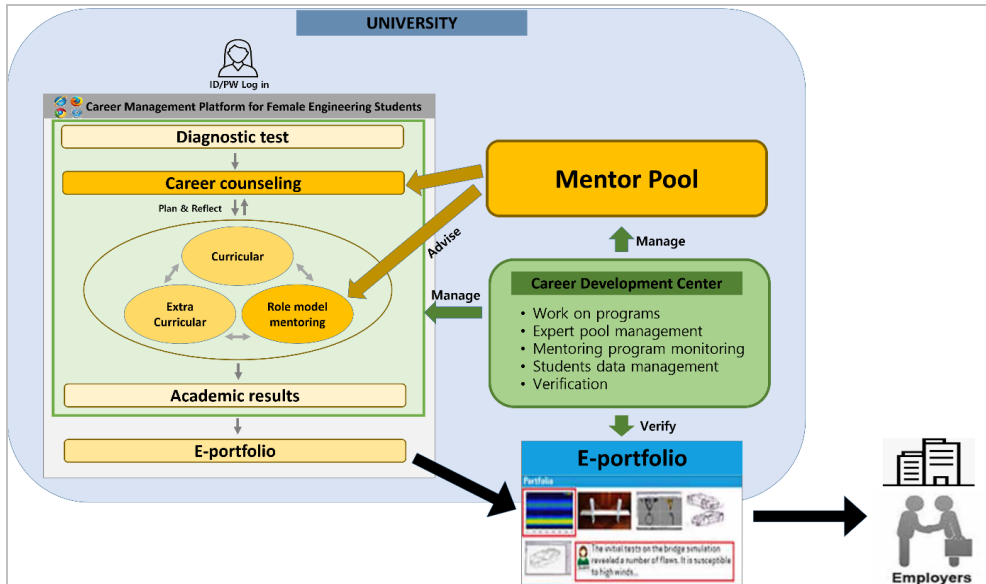 UNIVERSITY
ID/PW Log in
Career Management Platform for Female Engineering Students
Diagnostic test
Career counseling
Plan & Reflect
Curricular
Extra
Curricular
Role model
mentoring
Academic results
E-portfolio
Mentor Pool
Advise
Manage
Manage
Career Development Center
• Work on programs
• Expert pool management
• Mentoring program monitoring
• Students data management
• Verification
Verify
E-portfolio
Portfolio
The initial tests on the bridge simulation
revealed a number of flaws. It is susceptible
to high winds...
Employers